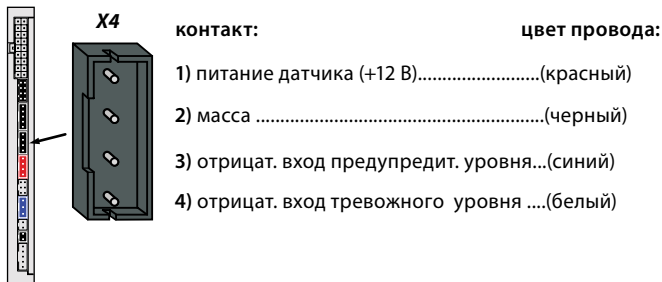 X4
контакт: цвет провода:
1) питание датчика (+12 В).........................(красный)
2) масса ............................................................(черный)
3) отрицат. вход предупредит. уровня...(синий)
4) отрицат. вход тревожного уровня ....(белый)